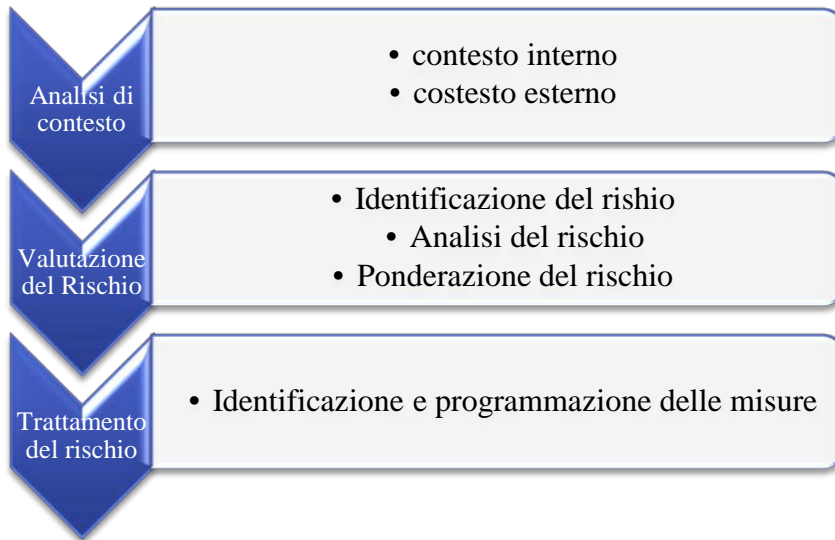 Analisi di
contesto
• contesto interno
• costesto esterno
Valutazione
del Rischio
• Identificazione del rishio
• Analisi del rischio
• Ponderazione del rischio
Trattamento
del rischio
• Identificazione e programmazione delle misure